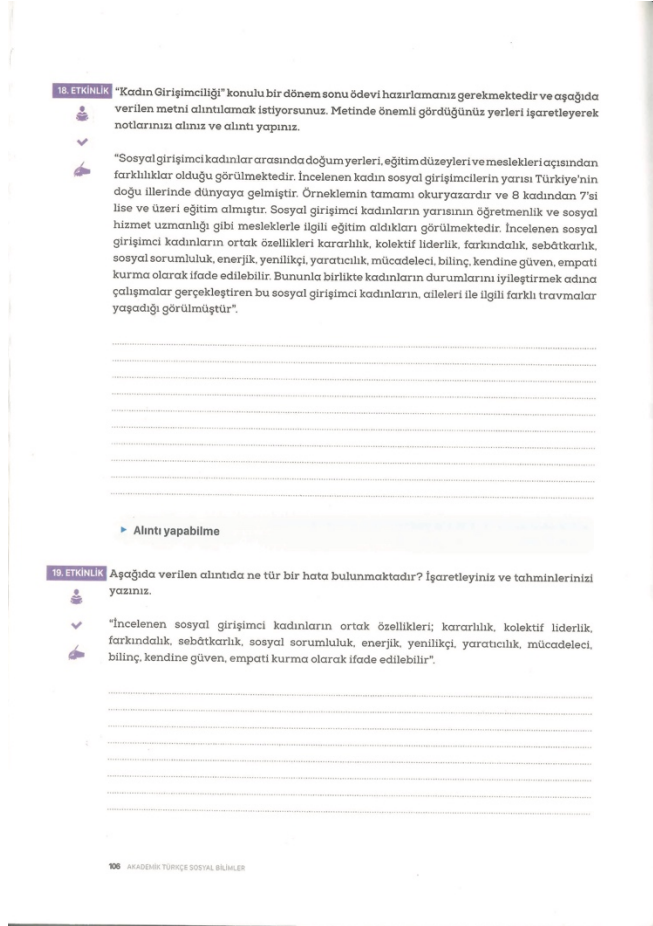 18. ETKİNLİK "Kadın Girişimciliği" konulu bir dönem sonu ödevi hazırlamanız gerekmektedir ve aşağıda
verilen metni alıntılamak istiyorsunuz. Metinde önemli gördüğünüz yerleri işaretleyerek
notlarınızı alınız ve alıntı yapınız.
"Sosyal girişimci kadınlar arasında doğum yerleri, eğitim düzeyleri ve meslekleri açısından
farklılıklar olduğu görülmektedir. İncelenen kadın sosyal girişimcilerin yarısı Türkiye'nin
doğu illerinde dünyaya gelmiştir. Örneklemin tamamı okuryazardır ve 8 kadından 7'si
lise ve üzeri eğitim almıştır. Sosyal girişimci kadınların yarısının öğretmenlik ve sosyal
hizmet uzmanlığı gibi mesleklerle ilgili eğitim aldıkları görülmektedir. İncelenen sosyal
girişimci kadınların ortak özellikleri kararlılık, kolektif liderlik, farkındalık, sebâtkarlık,
sosyal sorumluluk, enerjik, yenilikçi, yaratıcılık, mücadeleci, bilinç, kendine güven, empati
kurma olarak ifade edilebilir. Bununla birlikte kadınların durumlarını iyileştirmek adına
çalışmalar gerçekleştiren bu sosyal girişimci kadınların, aileleri ile ilgili farklı travmalar
yaşadığı görülmüştür".
Alıntı yapabilme
19. ETKİNLİK Aşağıda verilen alıntıda ne tür bir hata bulunmaktadır? İşaretleyiniz ve tahminlerinizi
yazınız.
"İncelenen sosyal girişimci kadınların ortak özellikleri; kararlılık, kolektif liderlik,
farkındalık, sebâtkarlık, sosyal sorumluluk, enerjik, yenilikçi, yaratıcılık, mücadeleci,
bilinç, kendine güven, empati kurma olarak ifade edilebilir".
106 AKADEMİK TÜRKÇE SOSYAL BİLİMLER